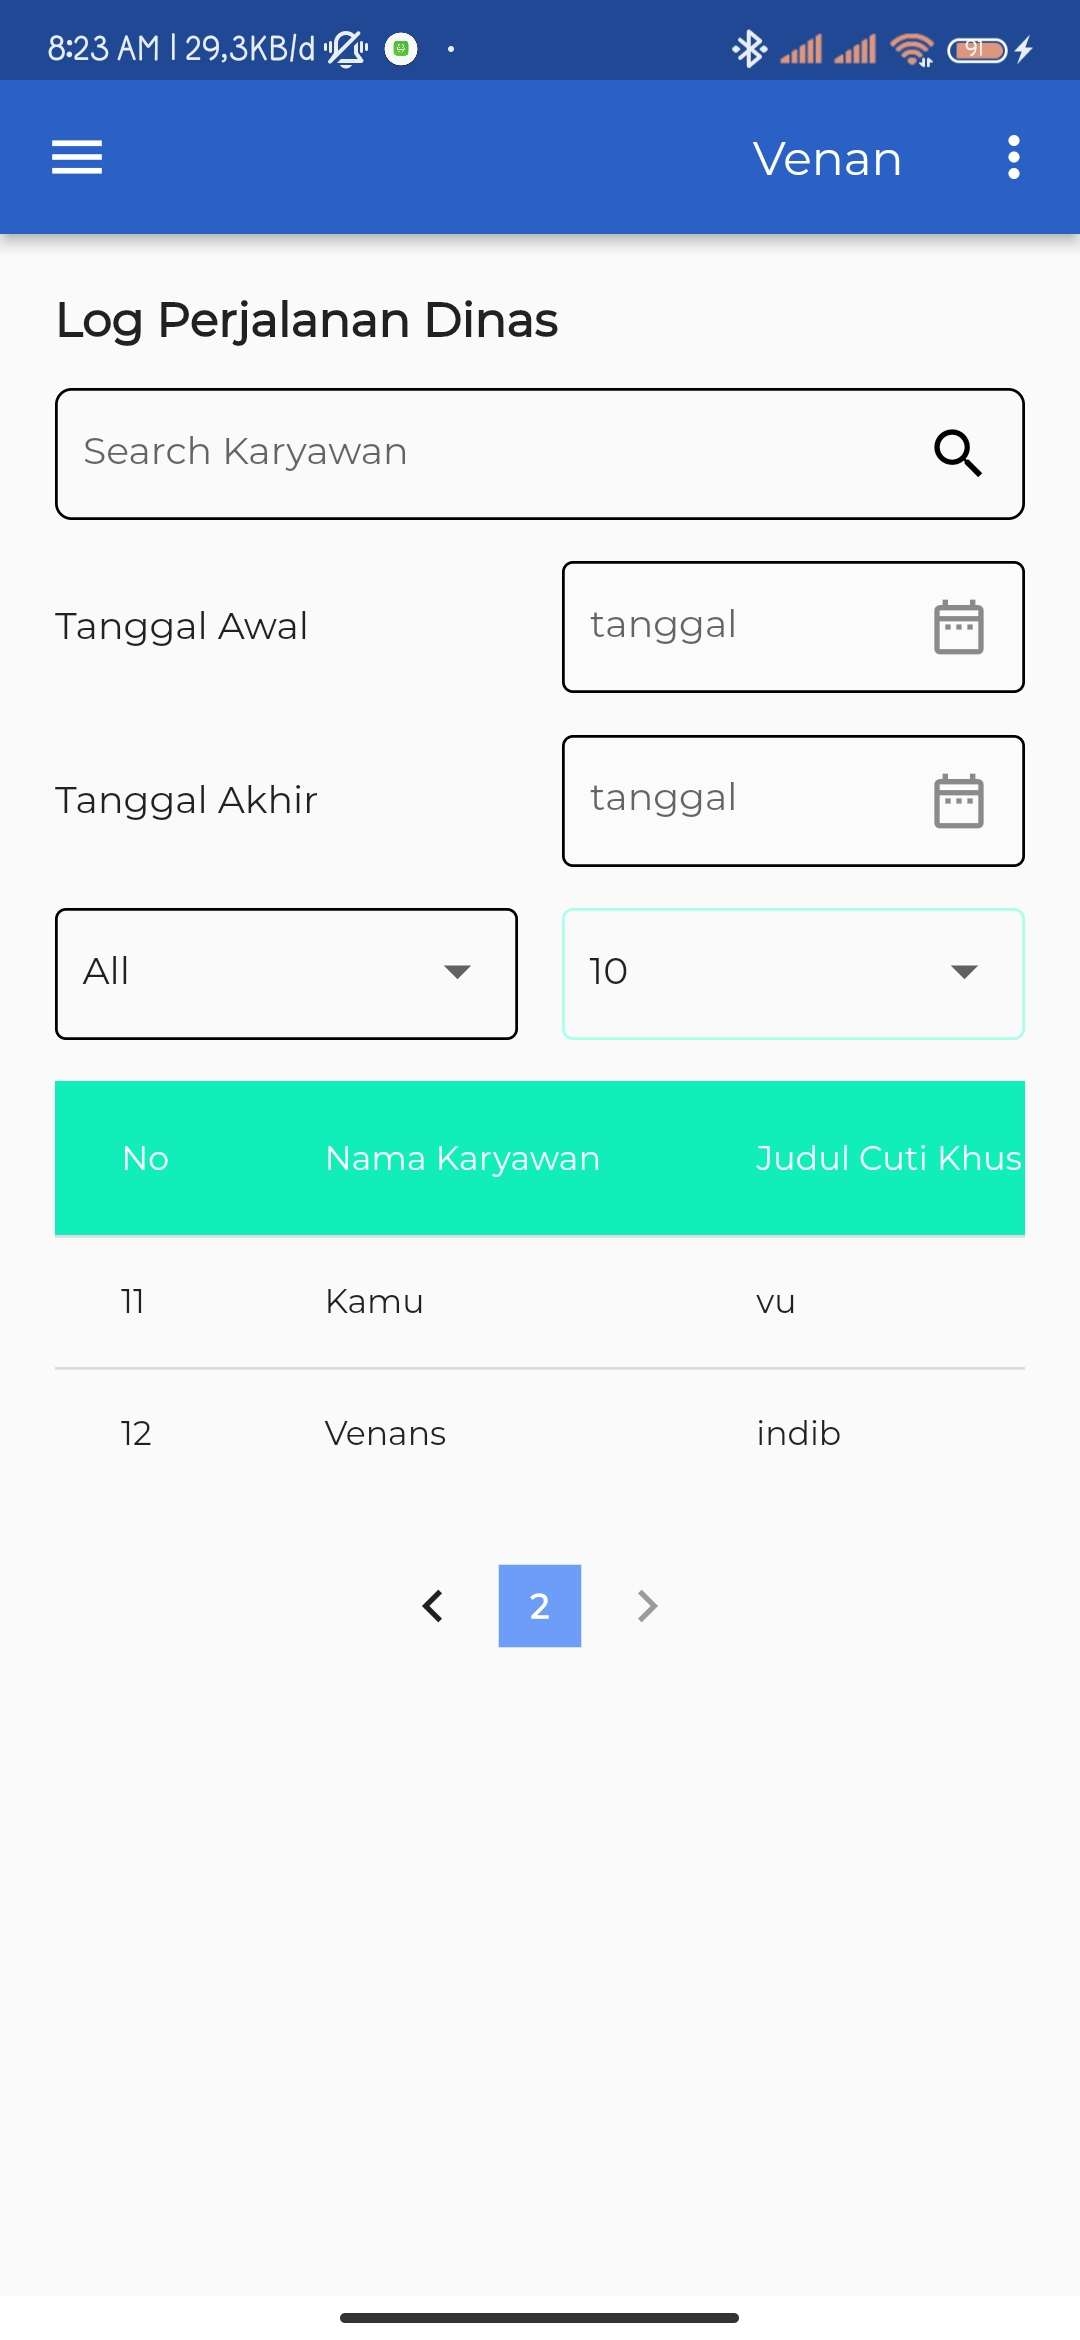 8:23 AM | 29,3KB/d
91
Venan
Log Perjalanan Dinas
Search Karyawan
Tanggal Awal
tanggal
Tanggal Akhir
tanggal
All
10
No Nama Karyawan Judul Cuti Khus
11 Kamu vu
12 Venans indib
2